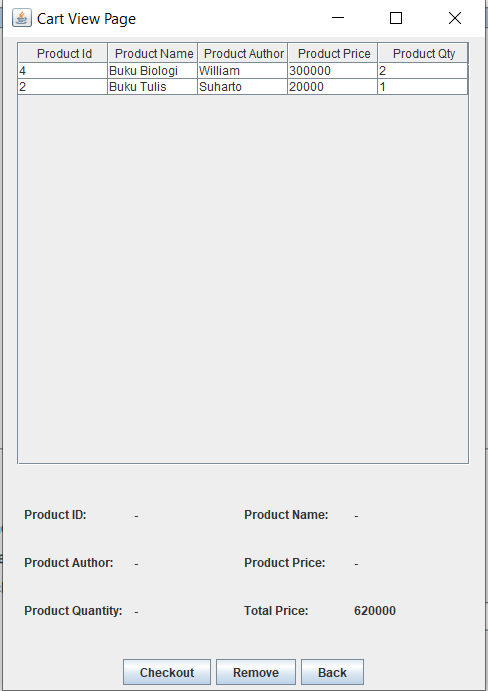 Cart View Page
Product Id Product Name Product Author Product Price Product Qty
4 Buku Biologi William 300000 2
2 Buku Tulis Suharto 20000 1
Product ID: - Product Name: -
Product Author: - Product Price: -
Product Quantity: - Total Price: 620000
Checkout Remove Back